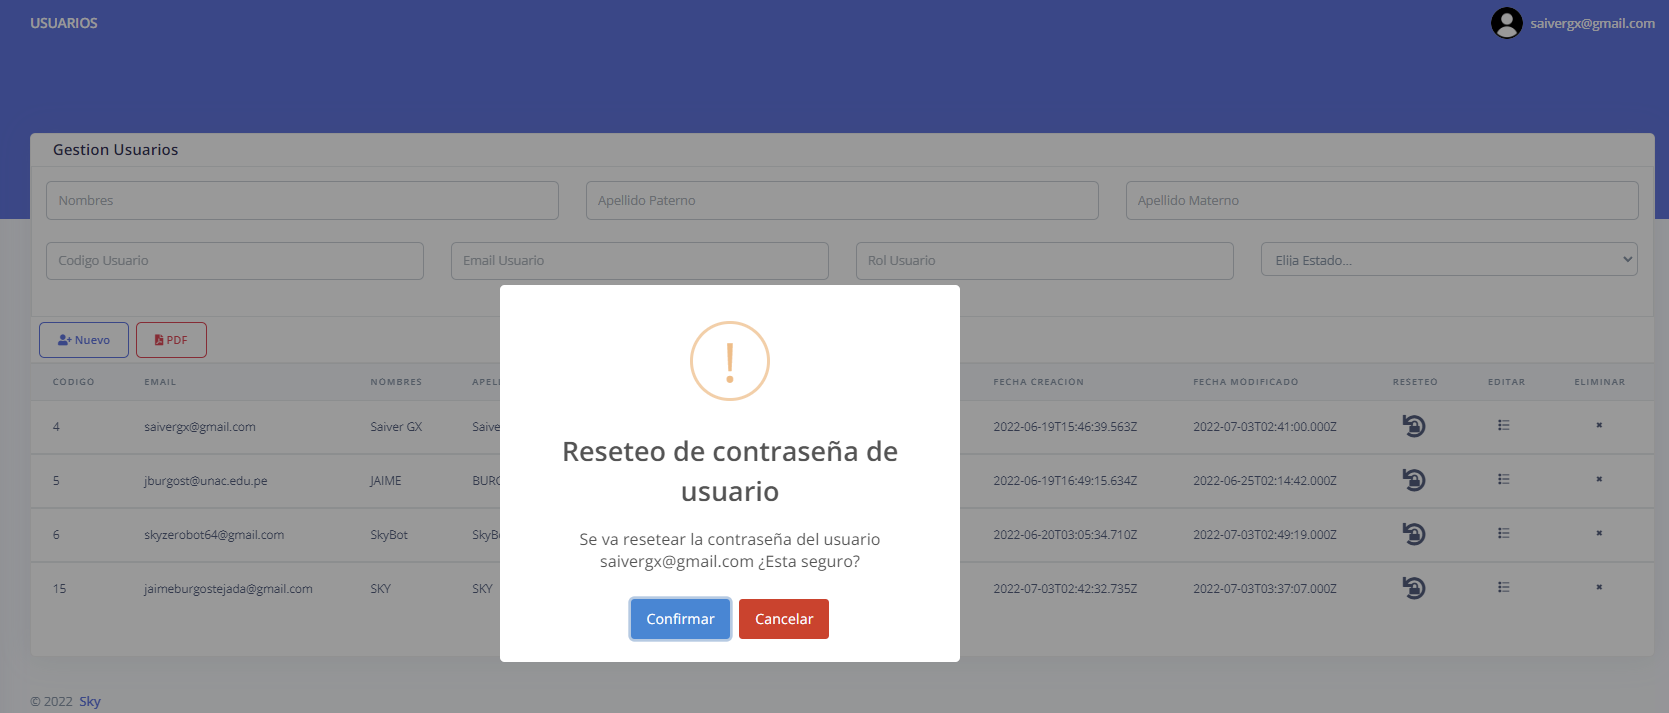 USUARIOS
saivergx@gmail.com
Gestion Usuarios
Nombres
Apellido Paterno
Apellido Materno
Codigo Usuario
Email Usuario
Rol Usuario
Elija Estado...
Nuevo
PDF
CODIGO EMAIL NOMBRES APELL FECHA CREACION FECHA MODIFICADO RESETEO EDITAR ELIMINAR
4 saivergx@gmail.com Saiver GX Saive 2022-06-19T15:46:39.563Z 2022-07-03T02:41:00.000Z
5 jburgost@unac.edu.pe JAIME BURG 2022-06-19T16:49:15.634Z 2022-06-25T02:14:42.000Z
6 skyzerobot64@gmail.com SkyBot SkyB 2022-06-20T03:05:34.710Z 2022-07-03T02:49:19.000Z
15 jaimeburgostejada@gmail.com SKY SKY 2022-07-03T02:42:32.735Z 2022-07-03T03:37:07.000Z
!
Reseteo de contraseña de
usuario
Se va resetear la contraseña del usuario
saivergx@gmail.com ¿Esta seguro?
Confirmar
Cancelar
© 2022 Sky